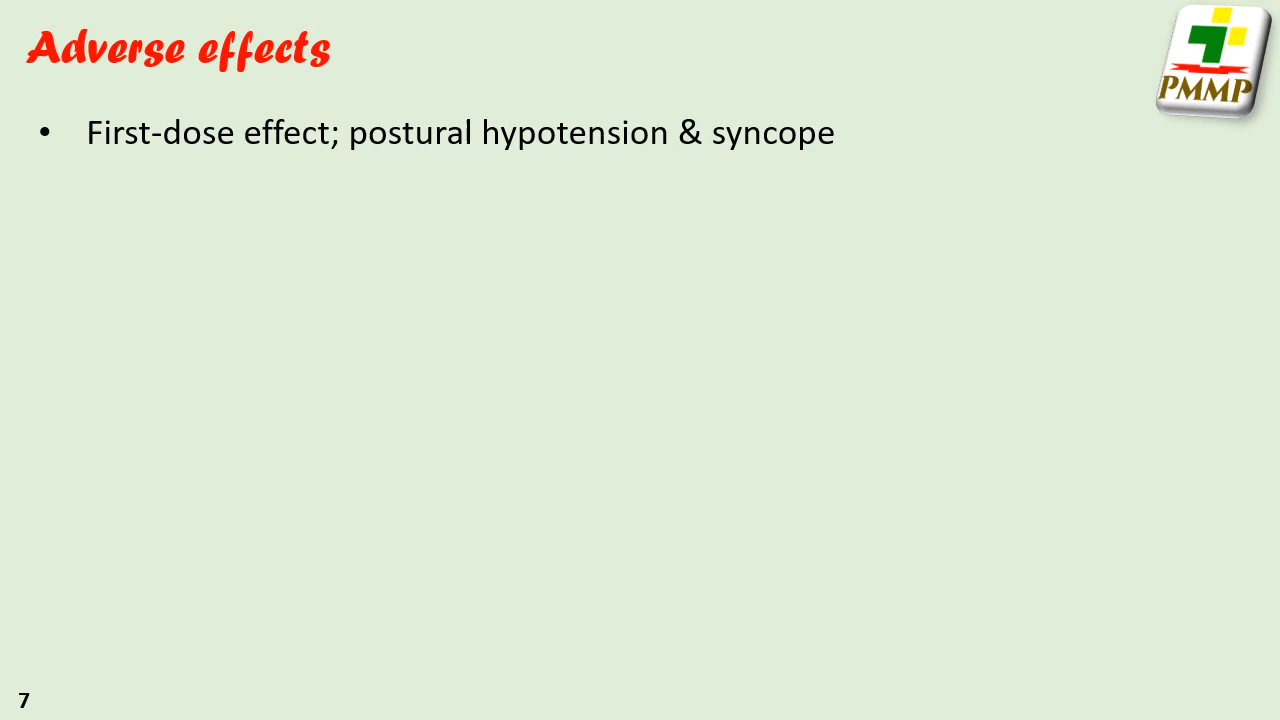 Adverse effects
PMMP
• First-dose effect; postural hypotension & syncope
7